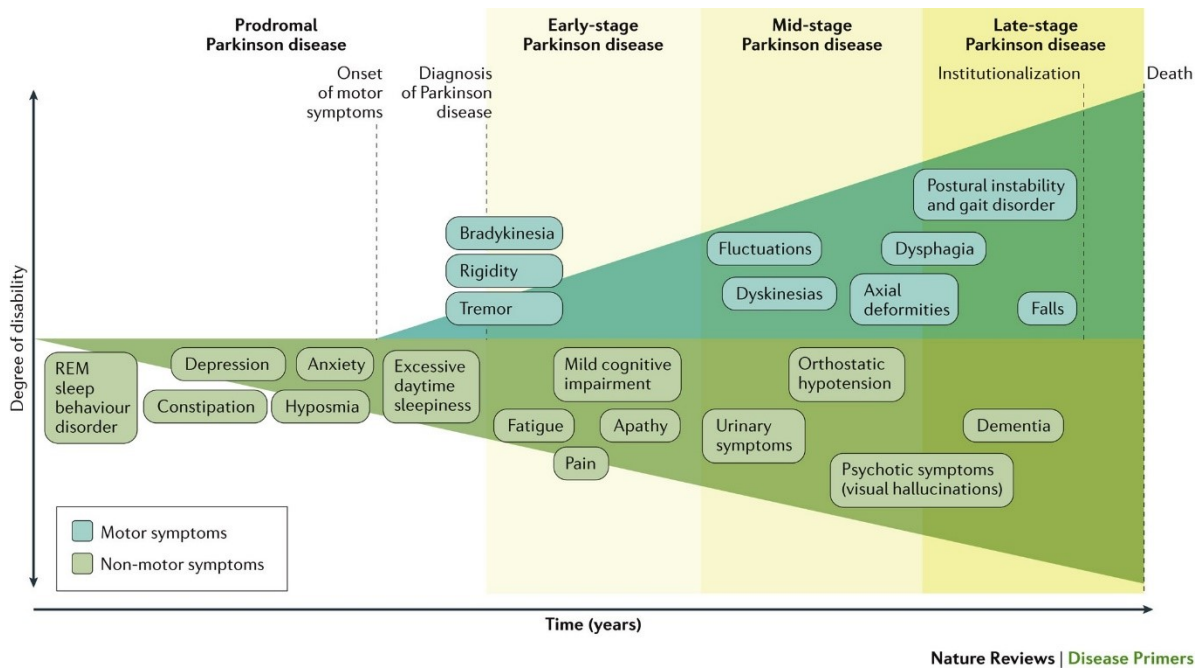 Prodromal
Parkinson disease
Early-stage
Parkinson disease
Mid-stage
Parkinson disease
Late-stage
Parkinson disease
Onset
of motor
symptoms
Diagnosis
of Parkinson
disease
Institutionalization
Death
Degree of disability
Postural instability
and gait disorder
Bradykinesia
Fluctuations
Dysphagia
Rigidity
Dyskinesias
Axial
deformities
Tremor
Falls
REM
sleep
behaviour
disorder
Depression
Anxiety
Excessive
daytime
sleepiness
Mild cognitive
impairment
Orthostatic
hypotension
Constipation
Hyposmia
Fatigue
Apathy
Urinary
symptoms
Dementia
Pain
Psychotic symptoms
(visual hallucinations)
Motor symptoms
Non-motor symptoms
Time (years)
Nature Reviews | Disease Primers